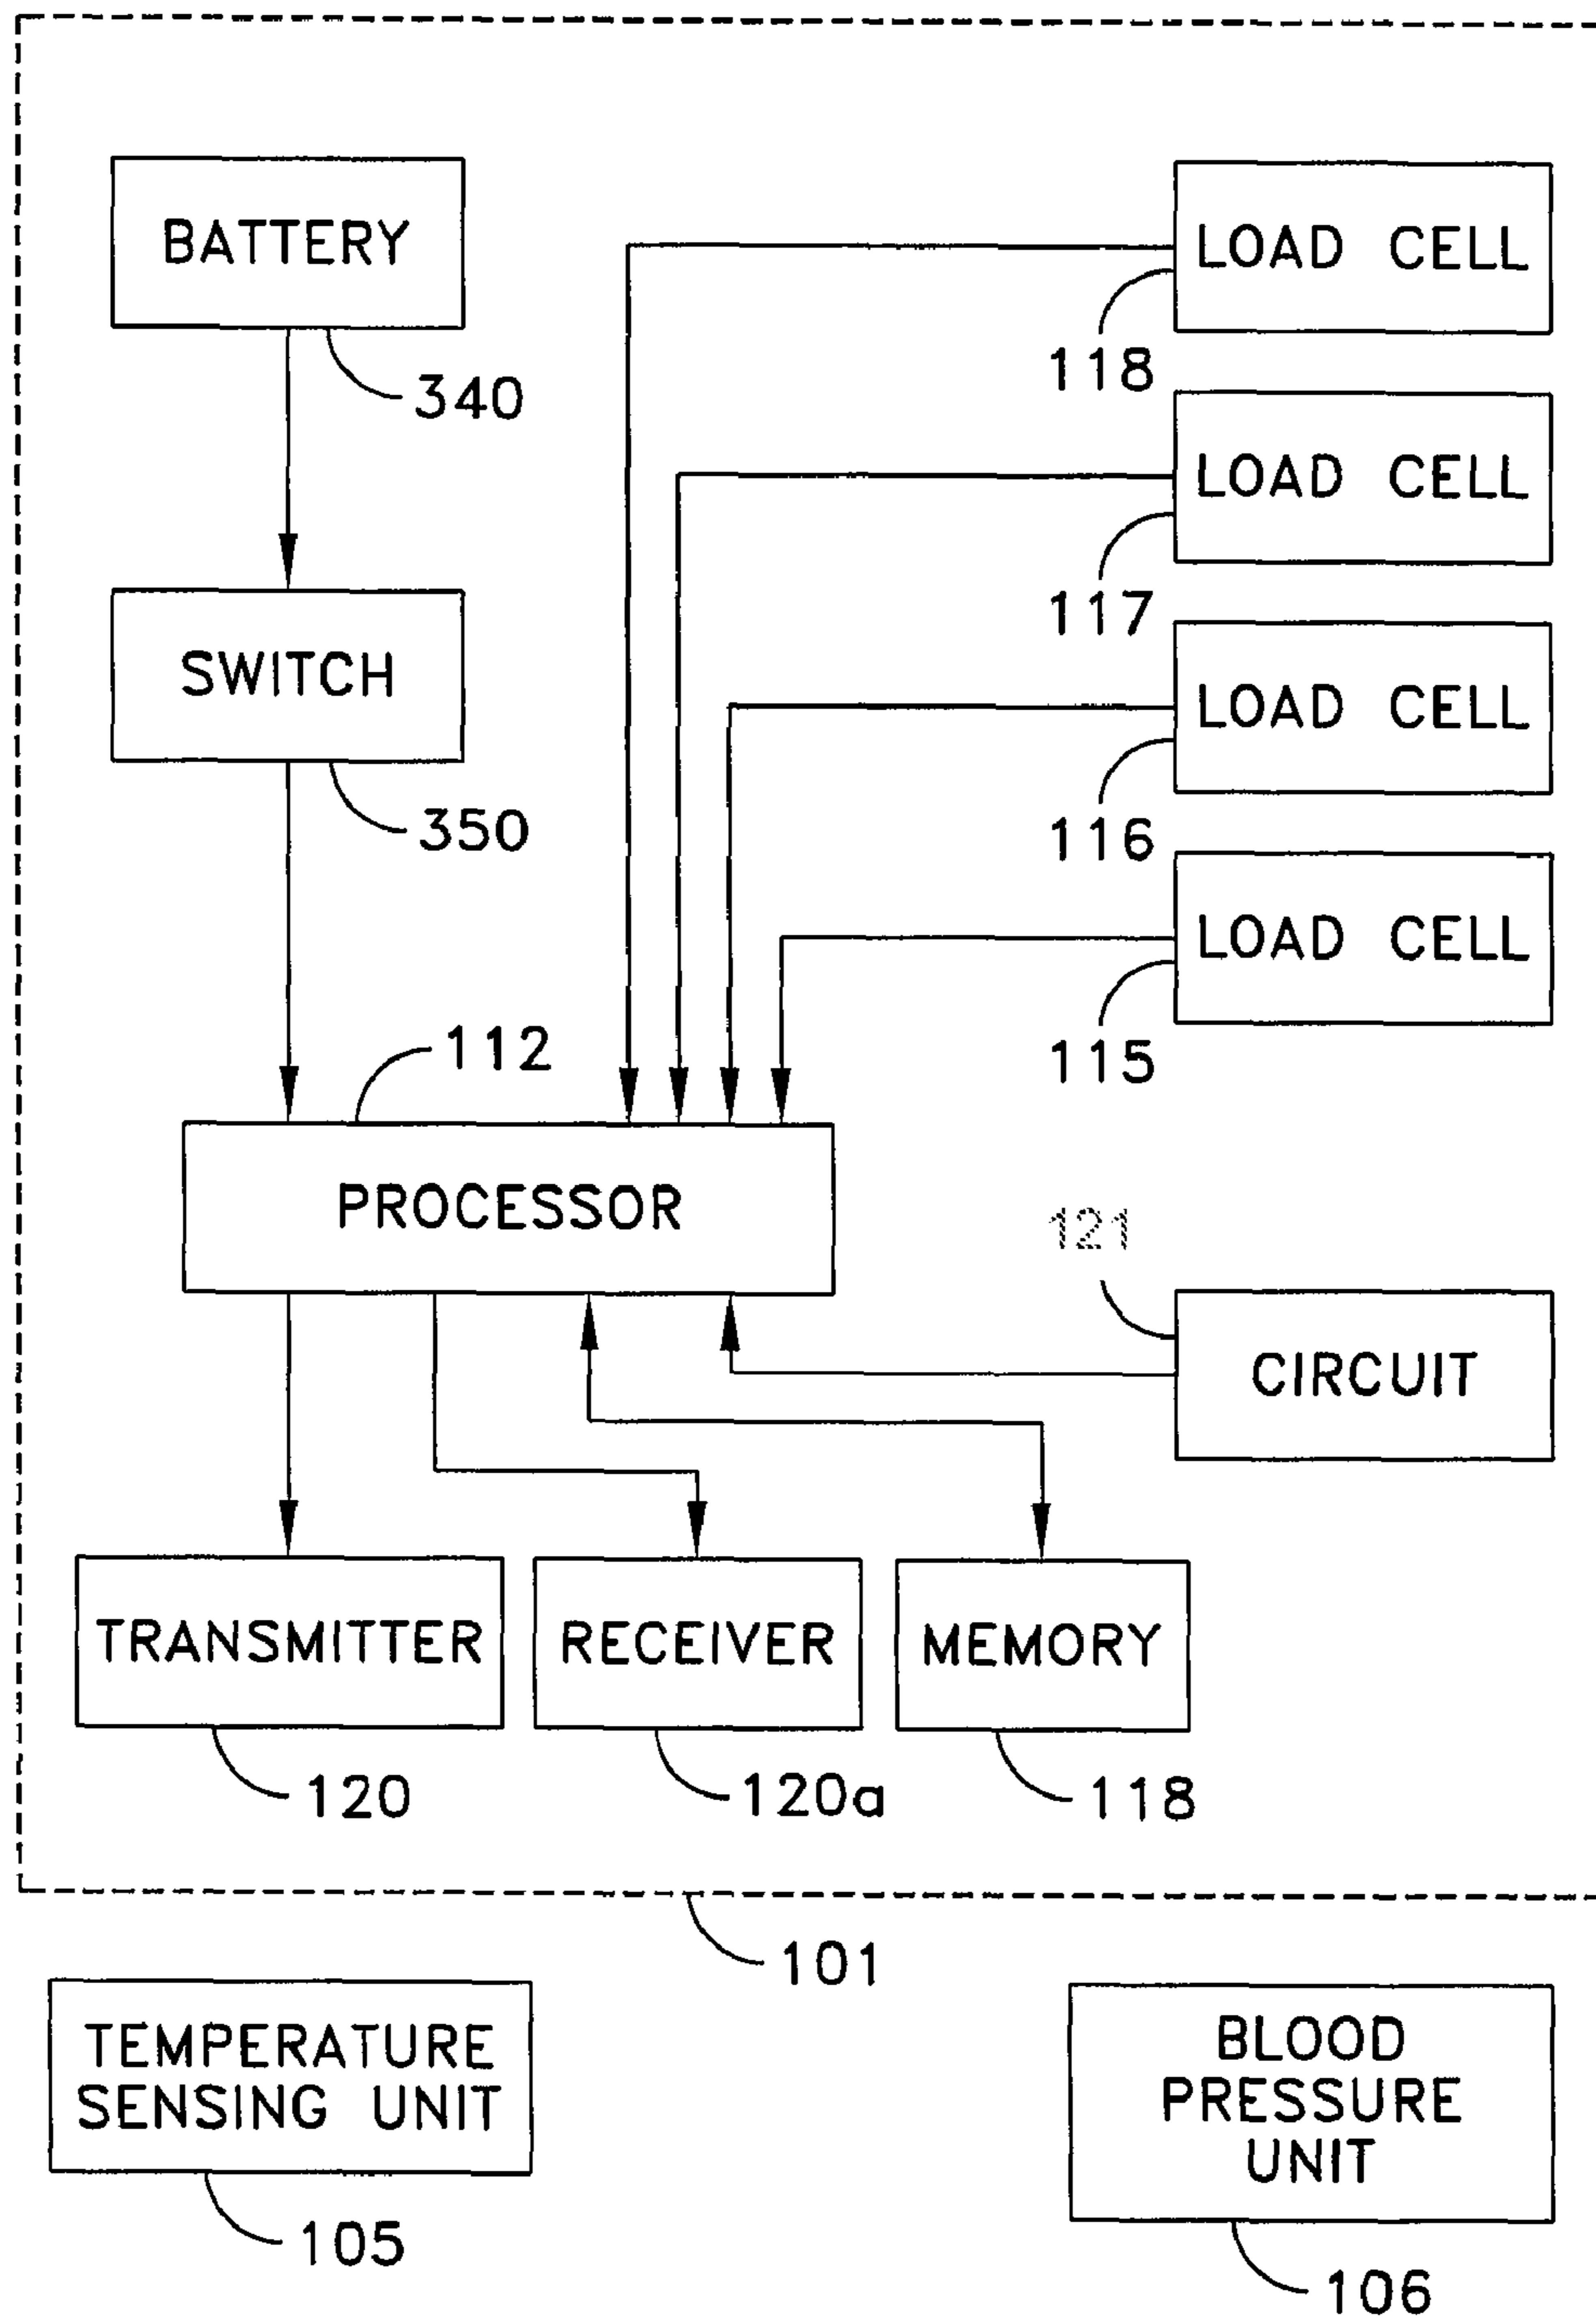 BATTERY
340
LOAD CELL
118
LOAD CELL
117
SWITCH
350
LOAD CELL
116
LOAD CELL
115
112
PROCESSOR
121
CIRCUIT
TRANSMITTER
120
RECEIVER
120a
MEMORY
118
101
TEMPERATURE
SENSING UNIT
105
BLOOD
PRESSURE
UNIT
106